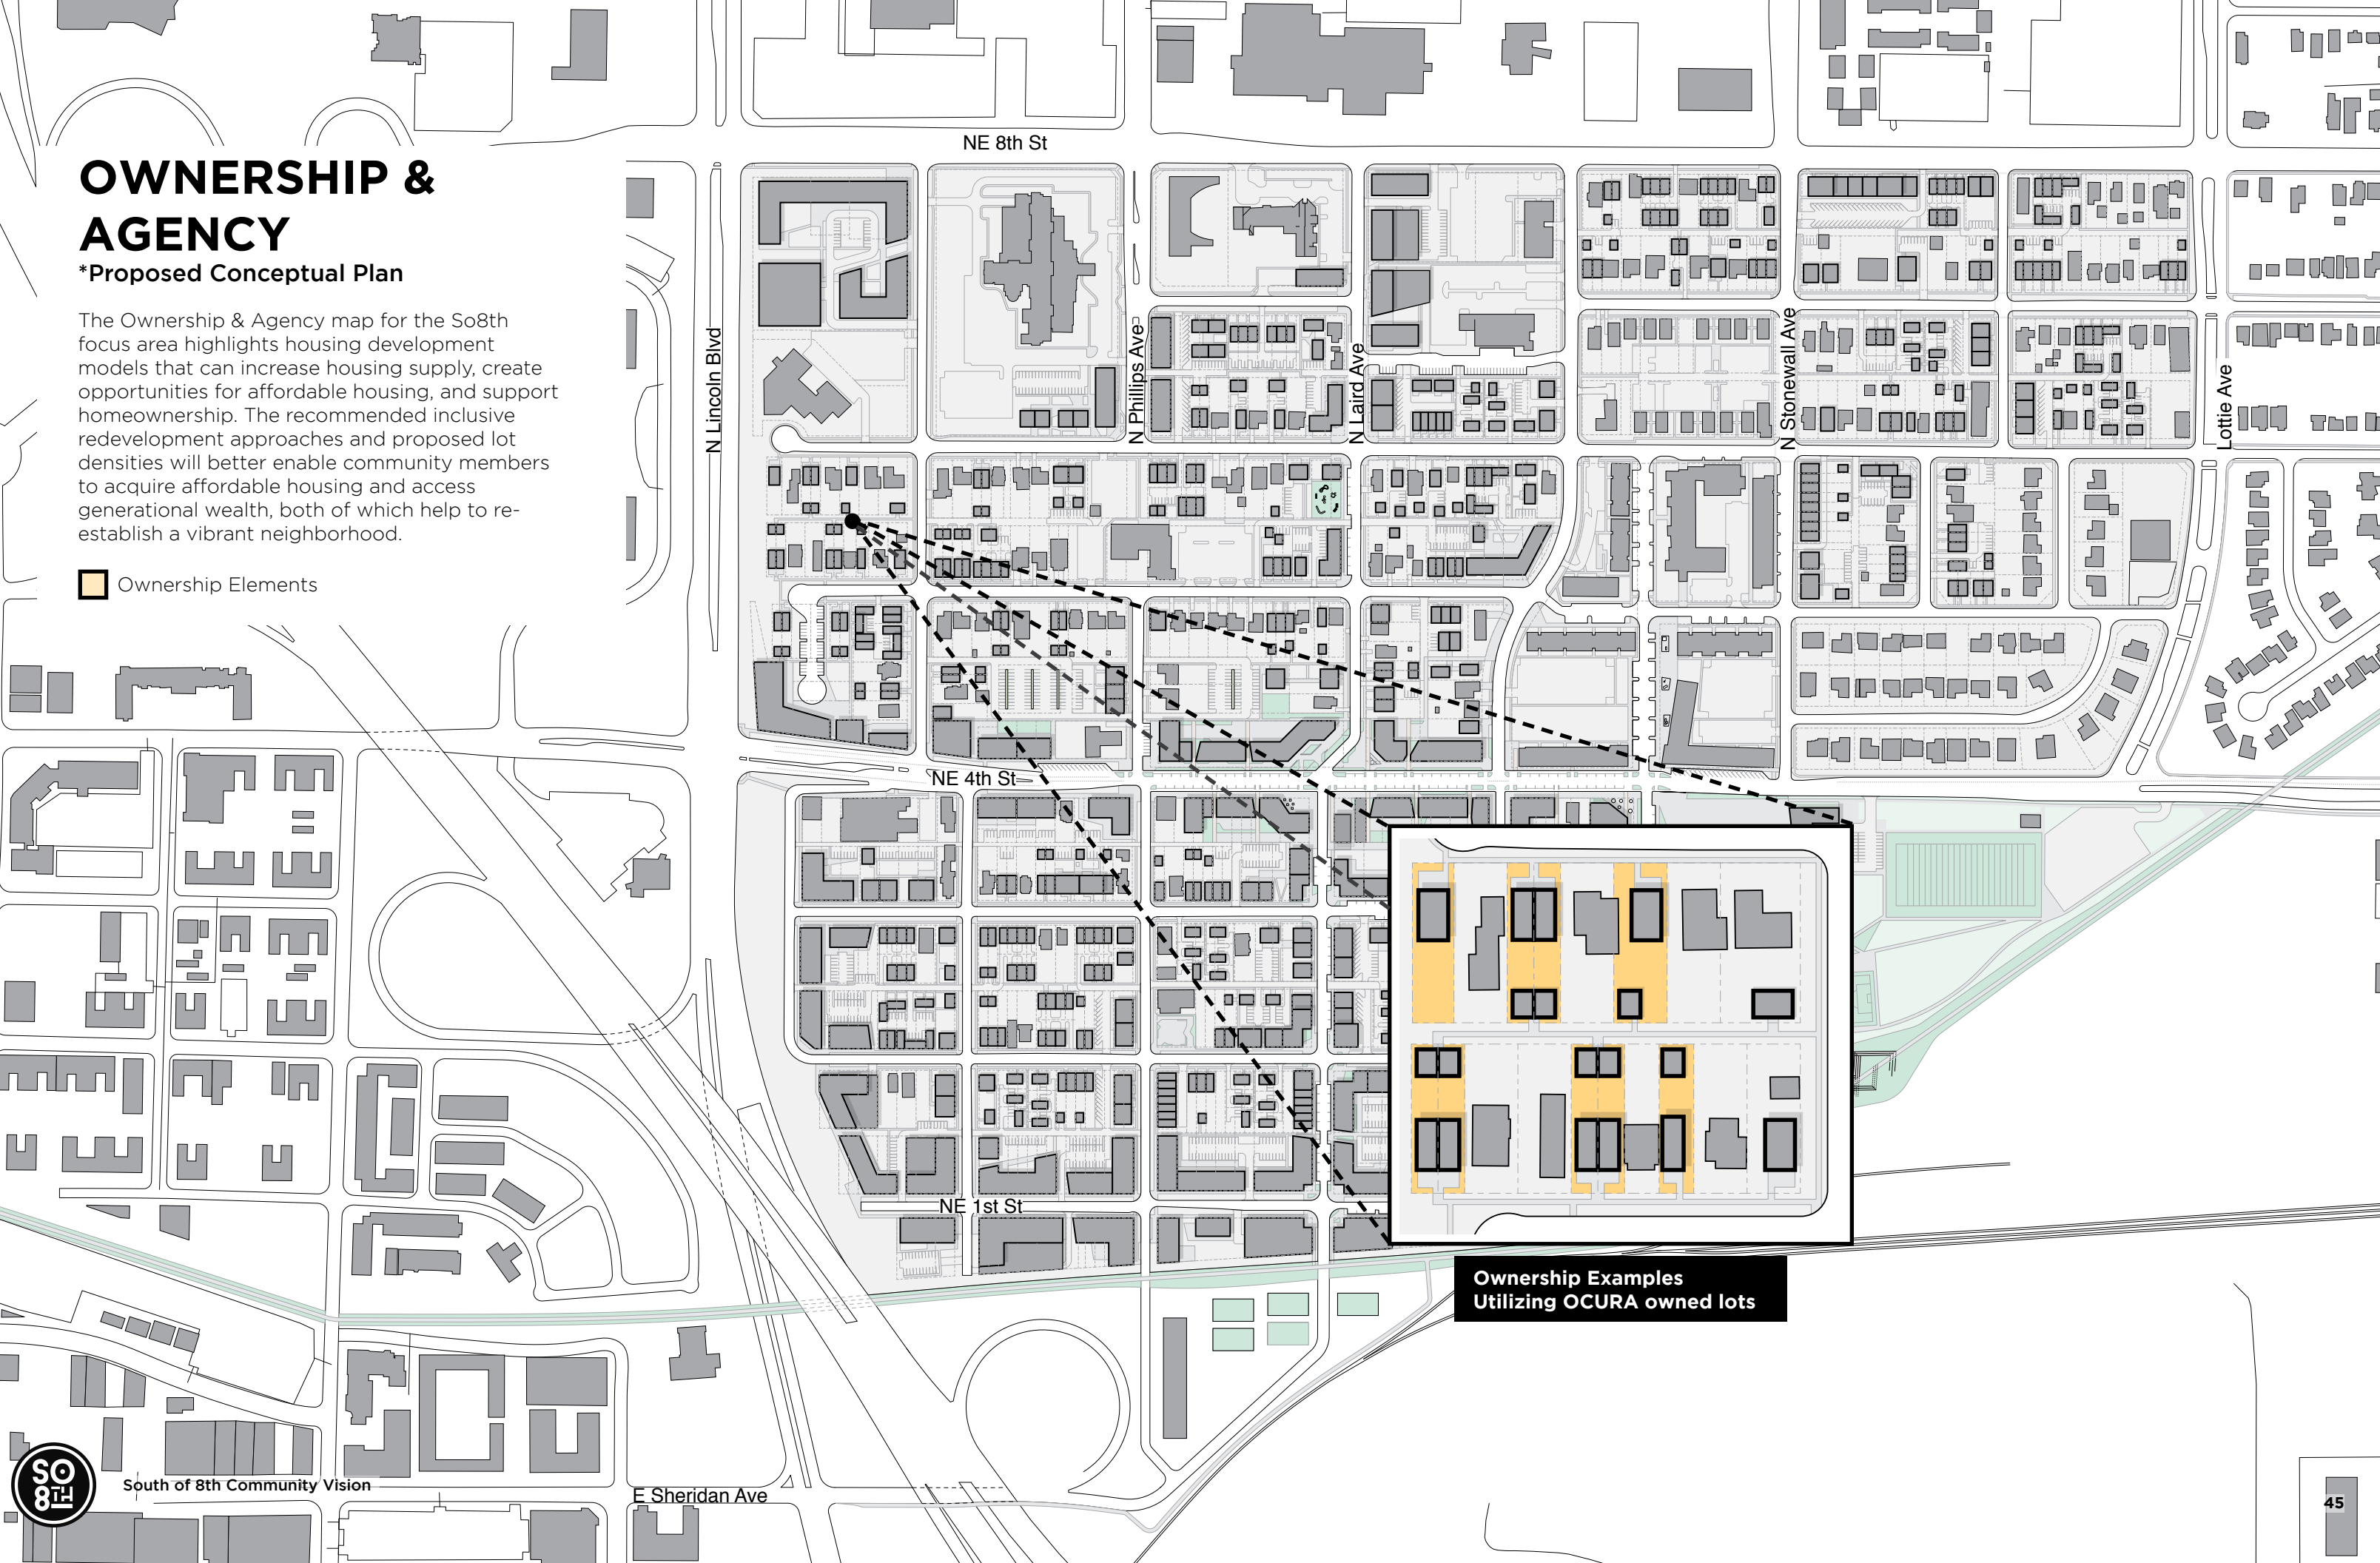 NE 8th St
OWNERSHIP &
AGENCY
*Proposed Conceptual Plan
The Ownership & Agency map for the So8th
focus area highlights housing development
models that can increase housing supply, create
opportunities for affordable housing, and support
homeownership. The recommended inclusive
redevelopment approaches and proposed lot
densities will better enable community members
to acquire affordable housing and access
generational wealth, both of which help to re-
establish a vibrant neighborhood.
Ownership Elements
N Lincoln Blvd
N Phillips Ave
N Laird Ave
N Stonewall Ave
Lottie Ave
NE 4th St
NE 1st St
Ownership Examples
Utilizing OCURA owned lots
SO
8TH
South of 8th Community Vision
E Sheridan Ave
45